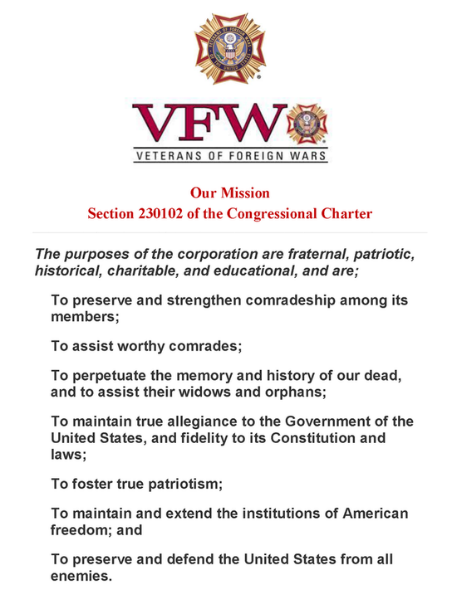 VFW
VETERANS OF FOREIGN WARS
Our Mission
Section 230102 of the Congressional Charter
The purposes of the corporation are fraternal, patriotic,
historical, charitable, and educational, and are;
To preserve and strengthen comradeship among its
members;
To assist worthy comrades;
To perpetuate the memory and history of our dead,
and to assist their widows and orphans;
To maintain true allegiance to the Government of the
United States, and fidelity to its Constitution and
laws;
To foster true patriotism;
To maintain and extend the institutions of American
freedom; and
To preserve and defend the United States from all
enemies.